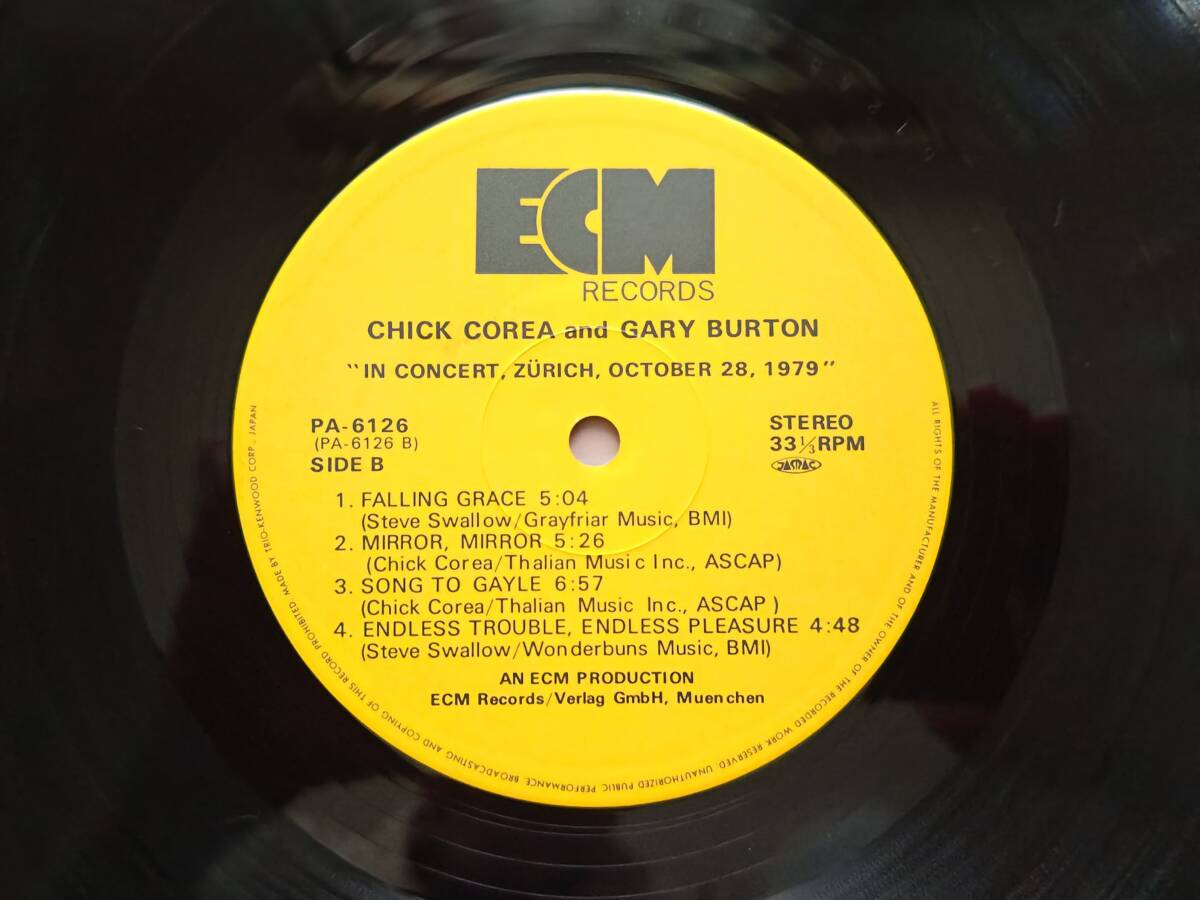 ECM
RECORDS
CHICK COREA and GARY BURTON
"IN CONCERT, ZÜRICH, OCTOBER 28, 1979"
PA-6126
(PA-6126 B)
SIDE B
STEREO
33 1/3 RPM
JASRAC
1. FALLING GRACE 5:04
(Steve Swallow/Grayfriar Music, BMI)
2. MIRROR, MIRROR 5:26
(Chick Corea/Thalian Music Inc., ASCAP)
3. SONG TO GAYLE 6:57
(Chick Corea/Thalian Music Inc., ASCAP)
4. ENDLESS TROUBLE, ENDLESS PLEASURE 4:48
(Steve Swallow/Wonderbuns Music, BMI)
AN ECM PRODUCTION
ECM Records/Verlag GmbH, Muenchen
ALL RIGHTS OF THE MANUFACTURER AND OF THE OWNER OF THE RECORDED WORK RESERVED. UNAUTHORIZED PUBLIC PERFORMANCE, BROADCASTING AND COPYING OF THIS RECORD PROHIBITED. MADE BY TRIO-KENWOOD CORP., JAPAN